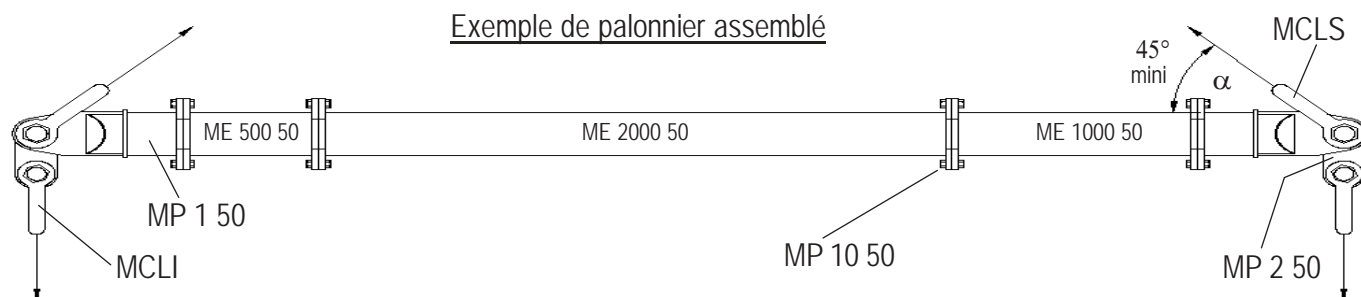 Exemple de palonnier assemblé
MCLS
45°
mini
α
ME 500 50
ME 2000 50
ME 1000 50
MP 1 50
MCLI
MP 10 50
MP 2 50